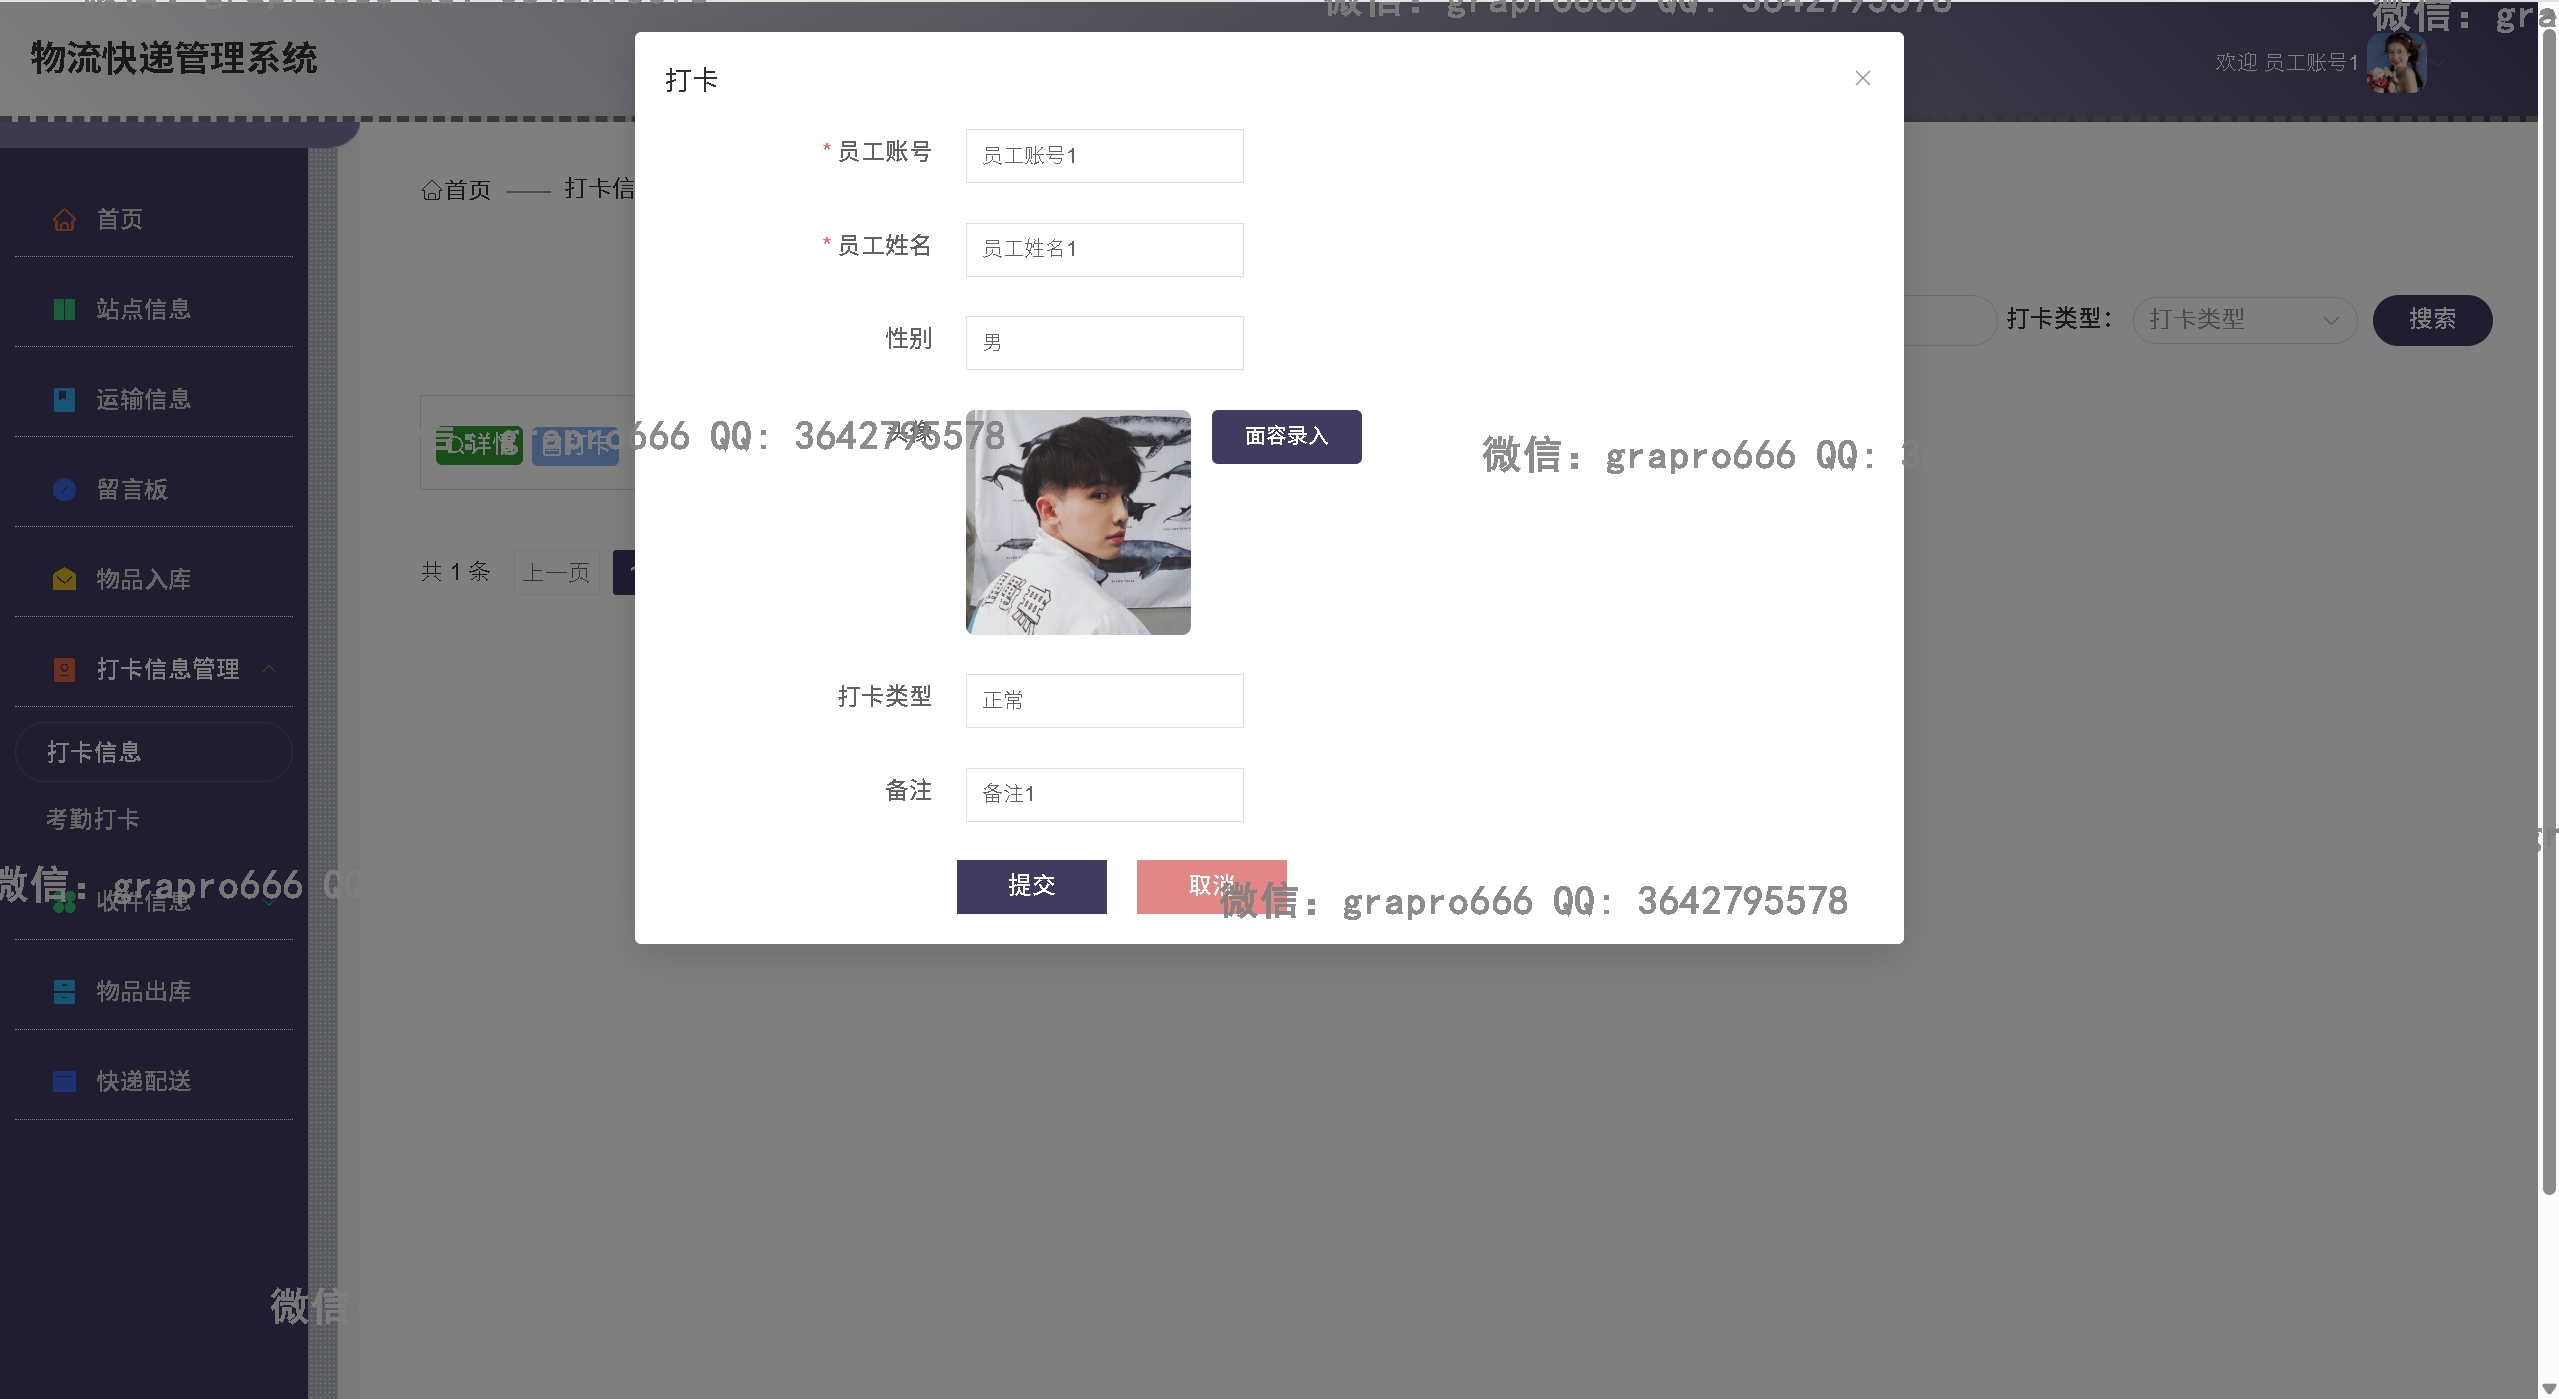 物流快递管理系统
欢迎 员工账号1
微信: gra
首页
站点信息
运输信息
留言板
物品入库
打卡信息管理
打卡信息
考勤打卡
收件信息
物品出库
快递配送
首页 —— 打卡信
打卡类型:
打卡类型
搜索
详情
打卡
共 1 条
上一页
打卡
* 员工账号
员工账号1
* 员工姓名
员工姓名1
性别
男
头像
面容录入
打卡类型
正常
备注
备注1
提交
取消
信: grapro666 QQ: 3642795578
微信: grapro666 QQ: 3
微信: grapro666 QQ
微信: grapro666 QQ: 3642795578
微信
微信: grapro666 QQ: 3642795578
微信: grapro666 QQ: 3642795578